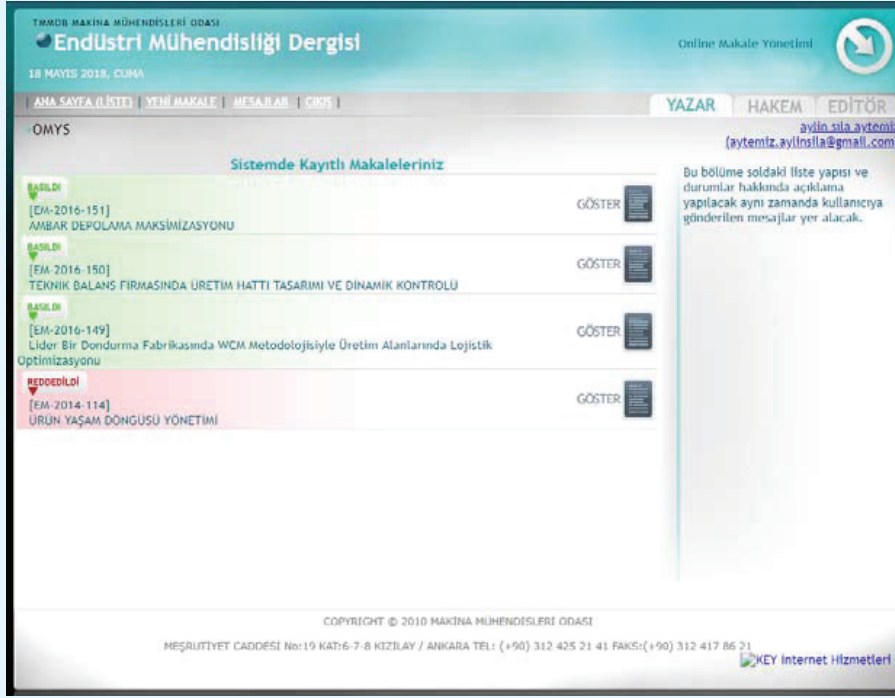 TMMOB MAKİNA MÜHENDİSLERİ ODASI
Endüstri Mühendisliği Dergisi
Online Makale Yönetimi
18 MAYIS 2018, CUMA
| ANA SAYFA (LİSTE) | YENİ MAKALE | MESAJLAR | ÇIKIŞ |
YAZAR HAKEM EDİTÖR
OMYS
aylin sıla aytemiz
(aytemiz.aylinsila@gmail.com
Sistemde Kayıtlı Makaleleriniz
Bu bölüme soldaki liste yapısı ve
durumlar hakkında açıklama
yapılacak aynı zamanda kullanıcıya
gönderilen mesajlar yer alacak.
BASILDI
[EM-2016-151]
GÖSTER
AMBAR DEPOLAMA MAKSİMİZASYONU
BASILDI
[EM-2016-150]
GÖSTER
TEKNİK BALANS FİRMASINDA ÜRETİM HATTI TASARIMI VE DİNAMİK KONTROLÜ
BASILDI
[EM-2016-149]
GÖSTER
Lider Bir Dondurma Fabrikasında WCM Metodolojisiyle Üretim Alanlarında Lojistik
Optimizasyonu
REDDEDİLDİ
[EM-2014-114]
GÖSTER
ÜRÜN YAŞAM DÖNGÜSÜ YÖNETİMİ
COPYRIGHT © 2010 MAKİNA MÜHENDİSLERİ ODASI
MEŞRUTİYET CADDESİ No:19 KAT:6-7-8 KIZILAY / ANKARA TEL: (+90) 312 425 21 41 FAKS:(+90) 312 417 86 21
KEY Internet Hizmetleri